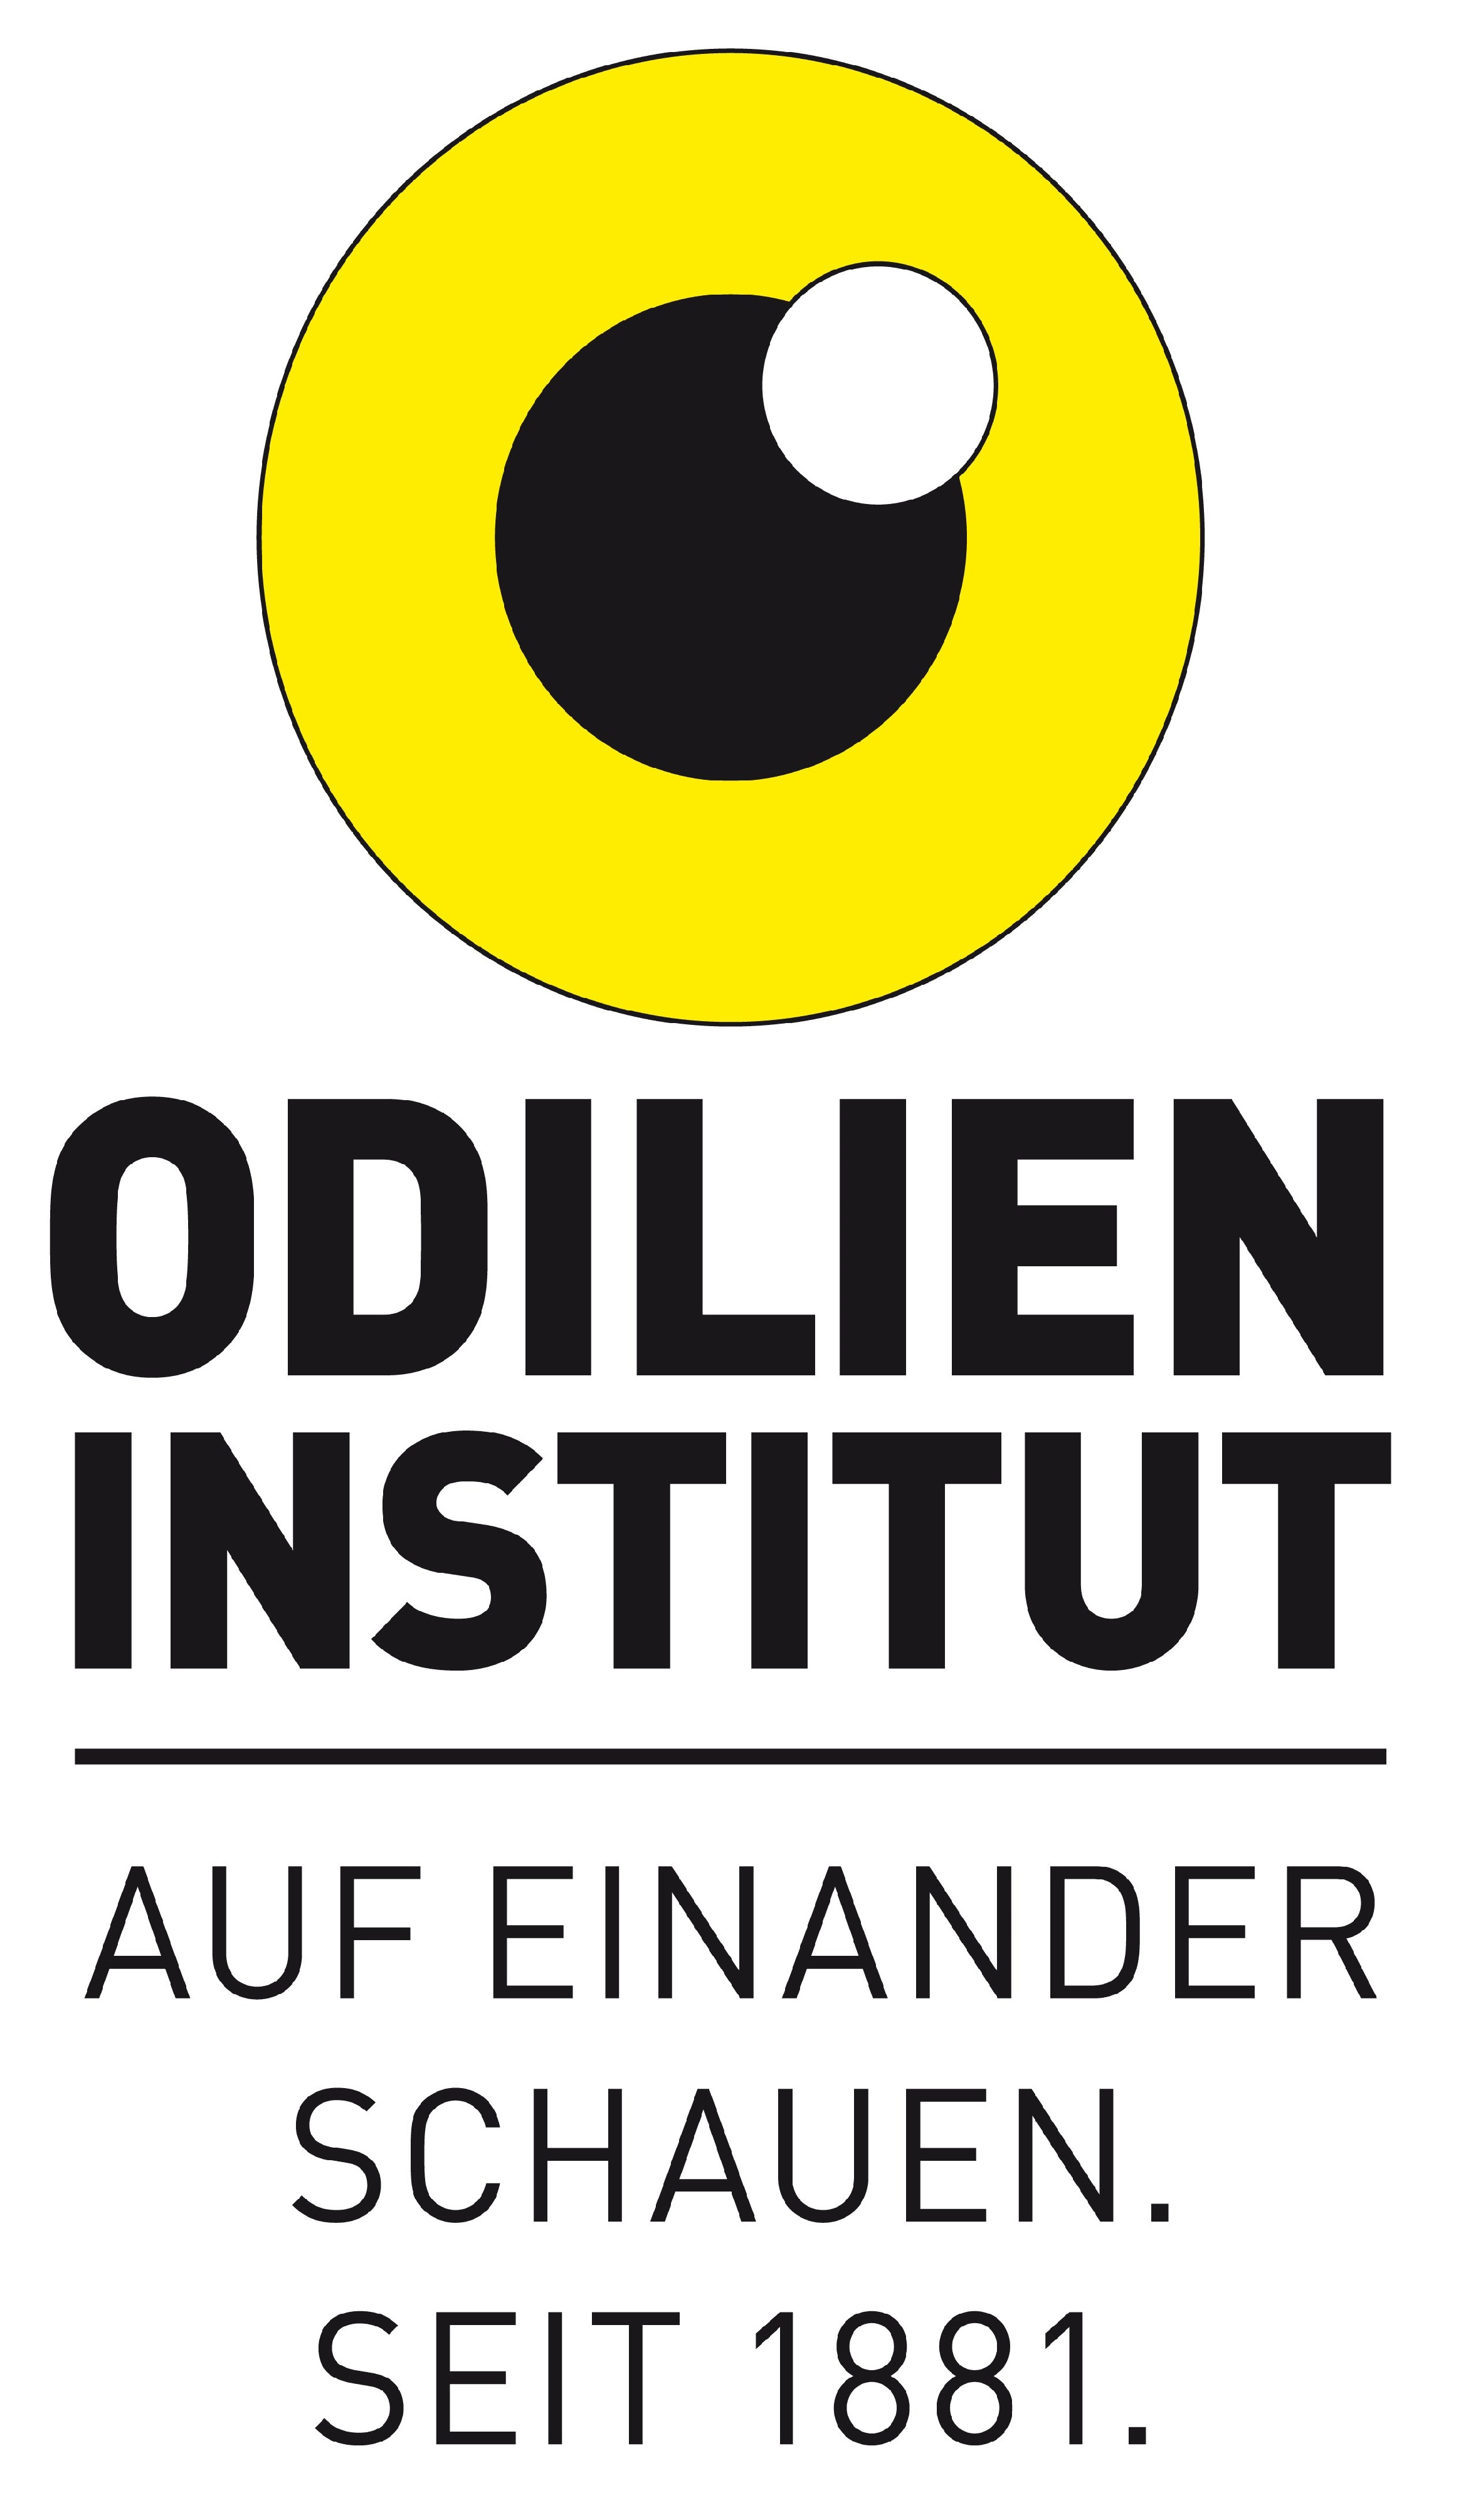 ODILIEN
INSTITUT
AUF EINANDER
SCHAUEN.
SEIT 1881.